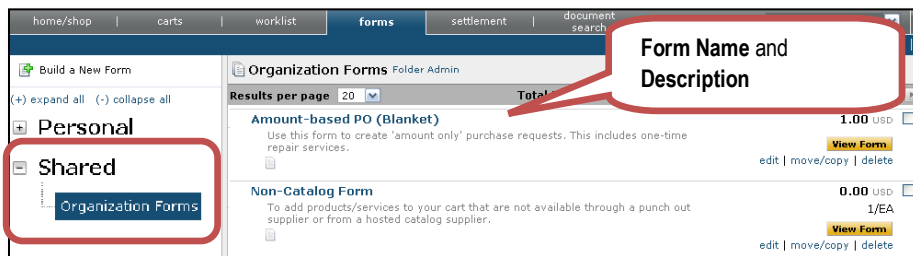 home/shop | carts | worklist forms settlement | document search
Build a New Form
(+) expand all (-) collapse all
Personal
Shared
Organization Forms
Organization Forms Folder Admin
Results per page 20 Total
Form Name and
Description
Amount-based PO (Blanket) 1.00 USD
Use this form to create 'amount only' purchase requests. This includes one-time
repair services.
View Form
edit | move/copy | delete
Non-Catalog Form 0.00 USD
To add products/services to your cart that are not available through a punch out
supplier or from a hosted catalog supplier.
1/EA
View Form
edit | move/copy | delete